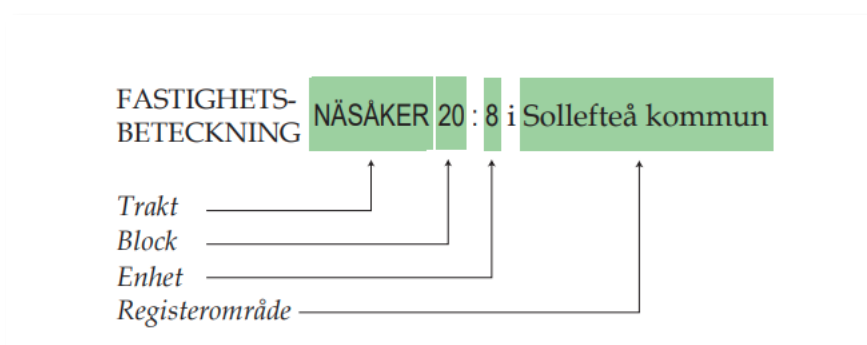 FASTIGHETS-
BETECKNING NÄSÅKER 20 : 8 i Sollefteå kommun
Trakt
Block
Enhet
Registerområde